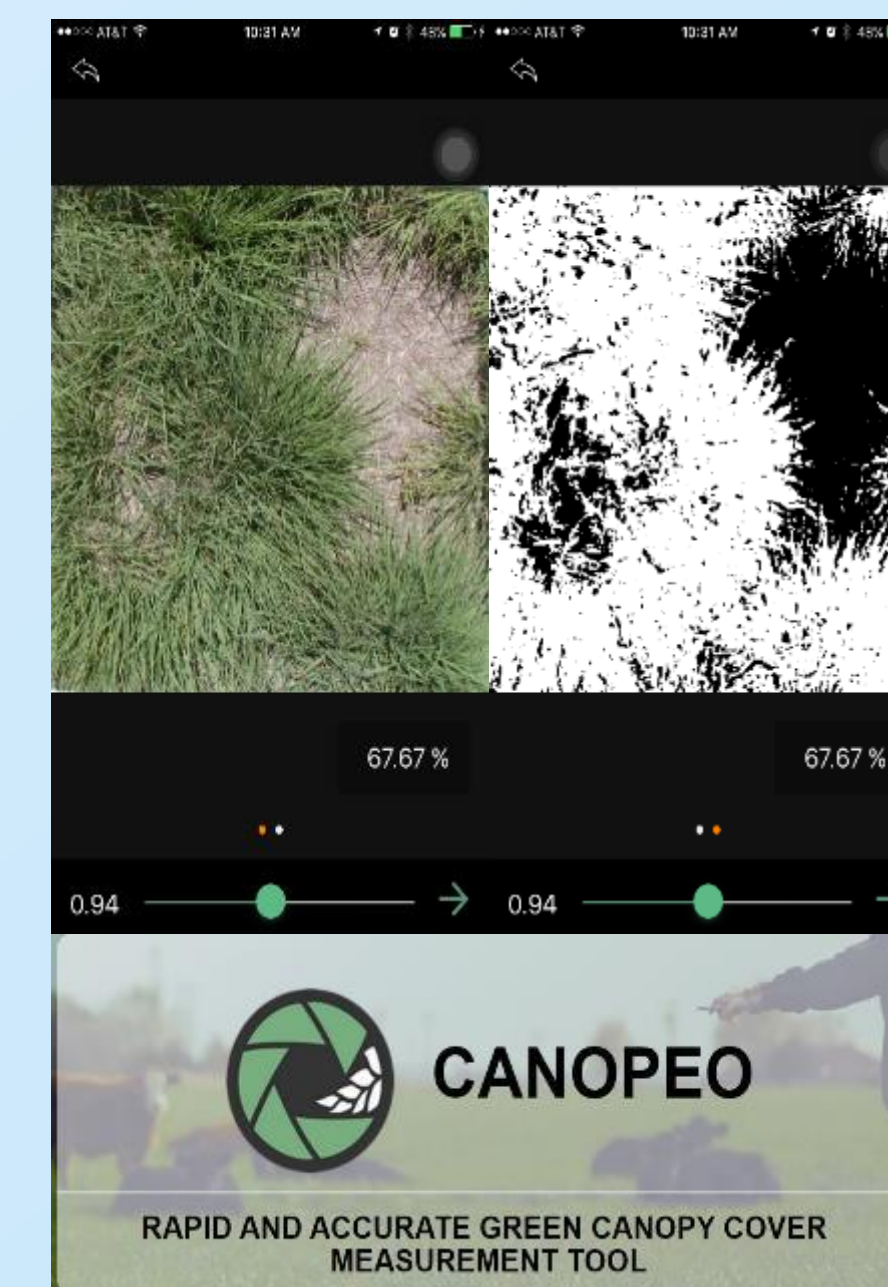 AT&T 10:31 AM 48% AT&T 10:31 AM 48%
67.67 % 67.67 %
0.94 0.94
CANOPEO
RAPID AND ACCURATE GREEN CANOPY COVER
MEASUREMENT TOOL